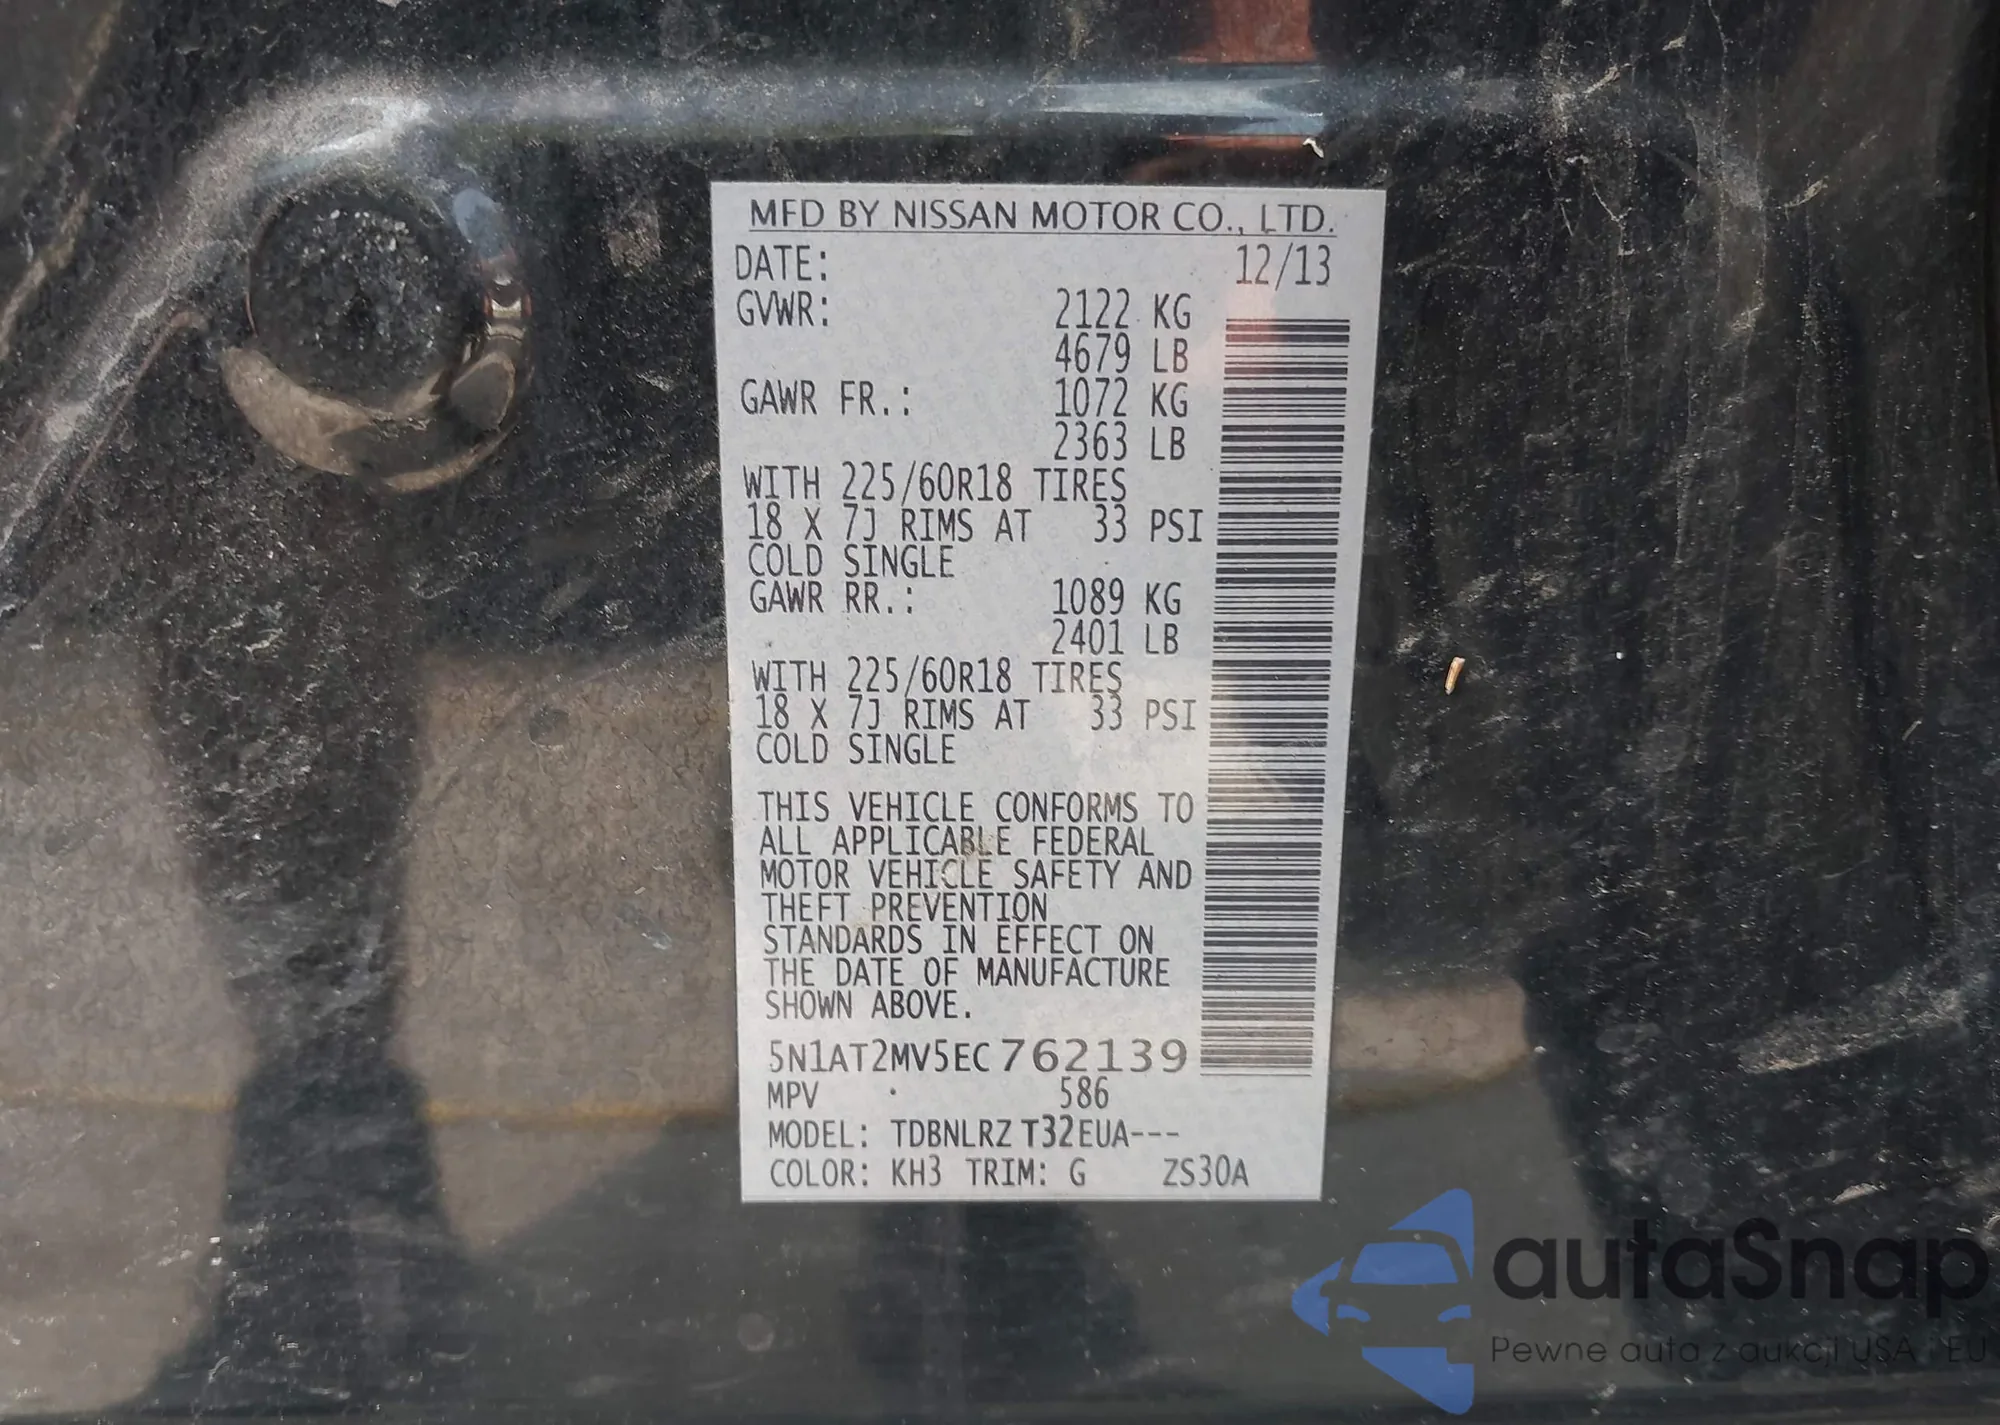 MFD BY NISSAN MOTOR CO., LTD.
DATE: 12/13
GVWR: 2122 KG
4679 LB
GAWR FR.: 1072 KG
2363 LB
WITH 225/60R18 TIRES
18 X 7J RIMS AT 33 PSI
COLD SINGLE
GAWR RR.: 1089 KG
2401 LB
WITH 225/60R18 TIRES
18 X 7J RIMS AT 33 PSI
COLD SINGLE
THIS VEHICLE CONFORMS TO
ALL APPLICABLE FEDERAL
MOTOR VEHICLE SAFETY AND
THEFT PREVENTION
STANDARDS IN EFFECT ON
THE DATE OF MANUFACTURE
SHOWN ABOVE.
5N1AT2MV5EC762139
MPV 586
MODEL: TDBNLRZ T32EUA---
COLOR: KH3 TRIM: G ZS30A
autaSnap
Pewne auta z aukcji USA i EU